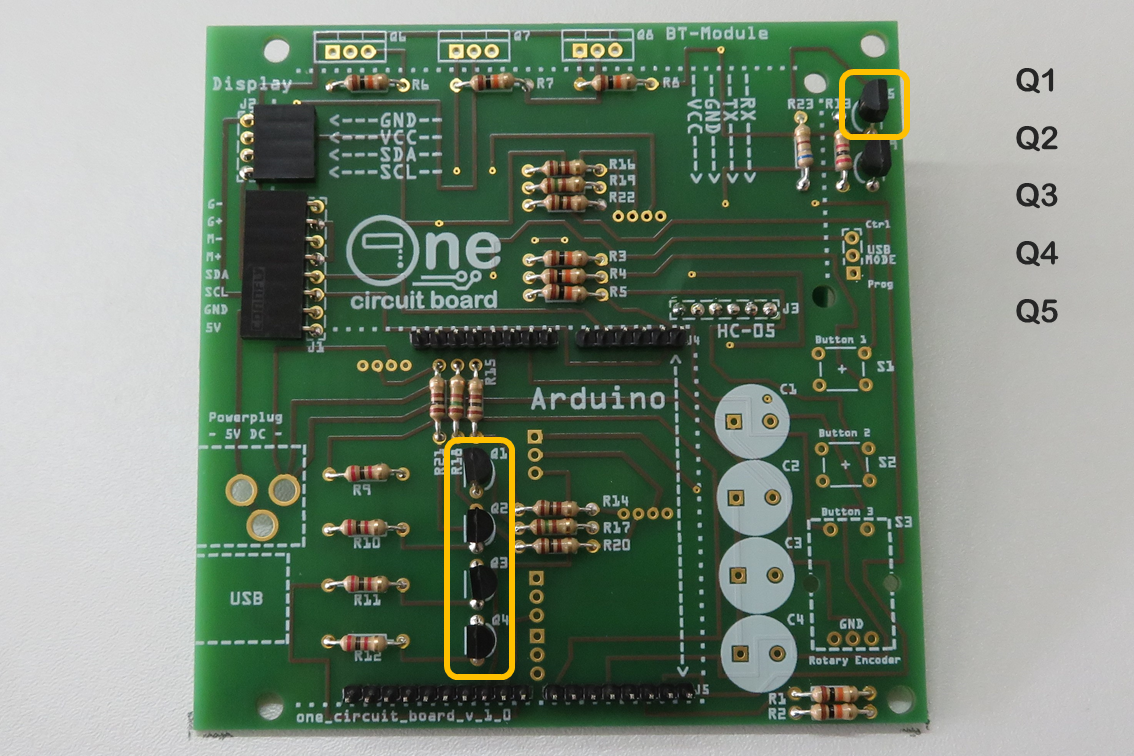 Q6
Q7
Q8
BT-Module
Display
R6
R7
R8
J2
<---GND--
<---VCC--
<---SDA--
<---SCL--
VCC
GND
TX
RX
R23
R13
R16
R19
R22
G-
G+
M-
M+
SDA
SCL
GND
5V
J1
One
circuit board
R3
R4
R5
Ctrl
USB
MODE
Prog
J3
HC-05
J4
Button 1
S1
R15
Arduino
C1
Powerplug
- 5V DC -
Button 2
S2
C2
R21
R18
Q1
R9
Q2
R14
R17
R20
R10
Button 3
S3
C3
Q3
R11
USB
Q4
R12
C4
GND
Rotary Encoder
J5
R1
R2
one_circuit_board_v_1_0
Q1
Q2
Q3
Q4
Q5